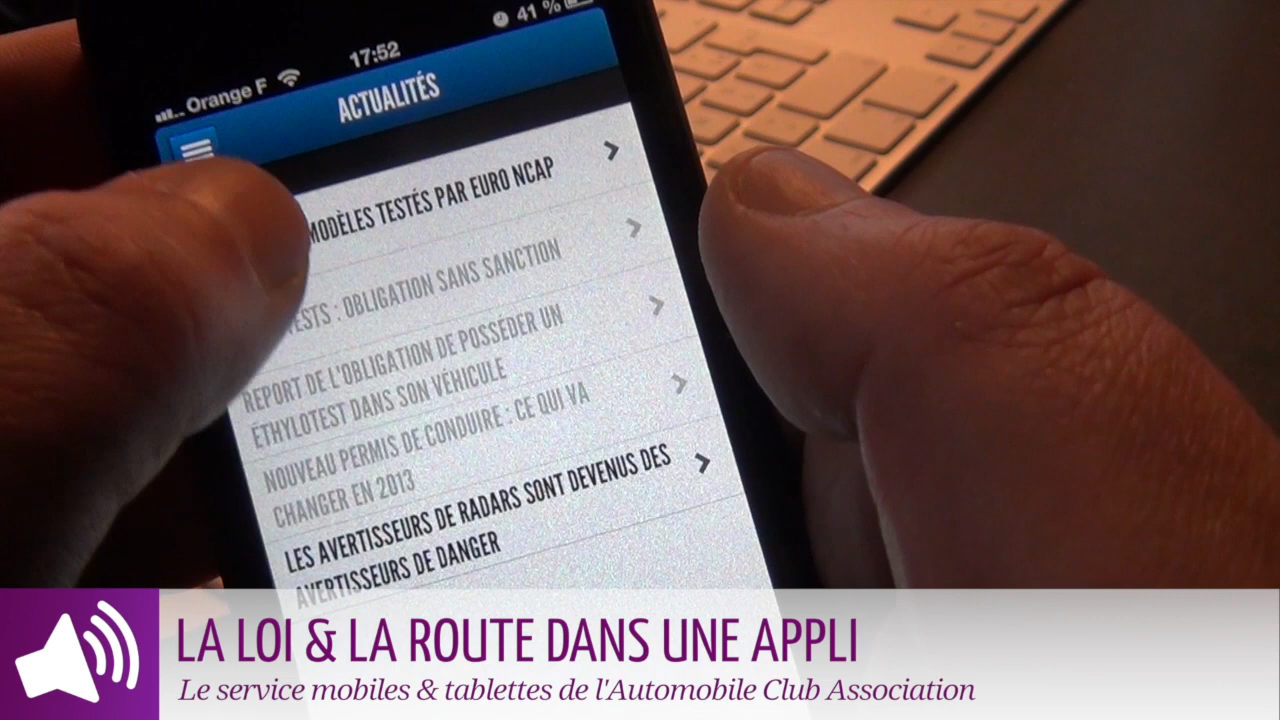 Orange F 17:52 41 %
ACTUALITÉS
MODÈLES TESTÉS PAR EURO NCAP
: OBLIGATION SANS SANCTION
REPORT DE L'OBLIGATION DE POSSÉDER UN
ÉTHYLOTEST DANS SON VÉHICULE
NOUVEAU PERMIS DE CONDUIRE : CE QUI VA
CHANGER EN 2013
LES AVERTISSEURS DE RADARS SONT DEVENUS DES
AVERTISSEURS DE DANGER
LA LOI & LA ROUTE DANS UNE APPLI
Le service mobiles & tablettes de l'Automobile Club Association